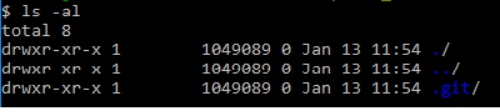 $ ls -al
total 8
drwxr-xr-x 1 1049089 0 Jan 13 11:54 ./
drwxr-xr-x 1 1049089 0 Jan 13 11:54 ../
drwxr-xr-x 1 1049089 0 Jan 13 11:54 .git/